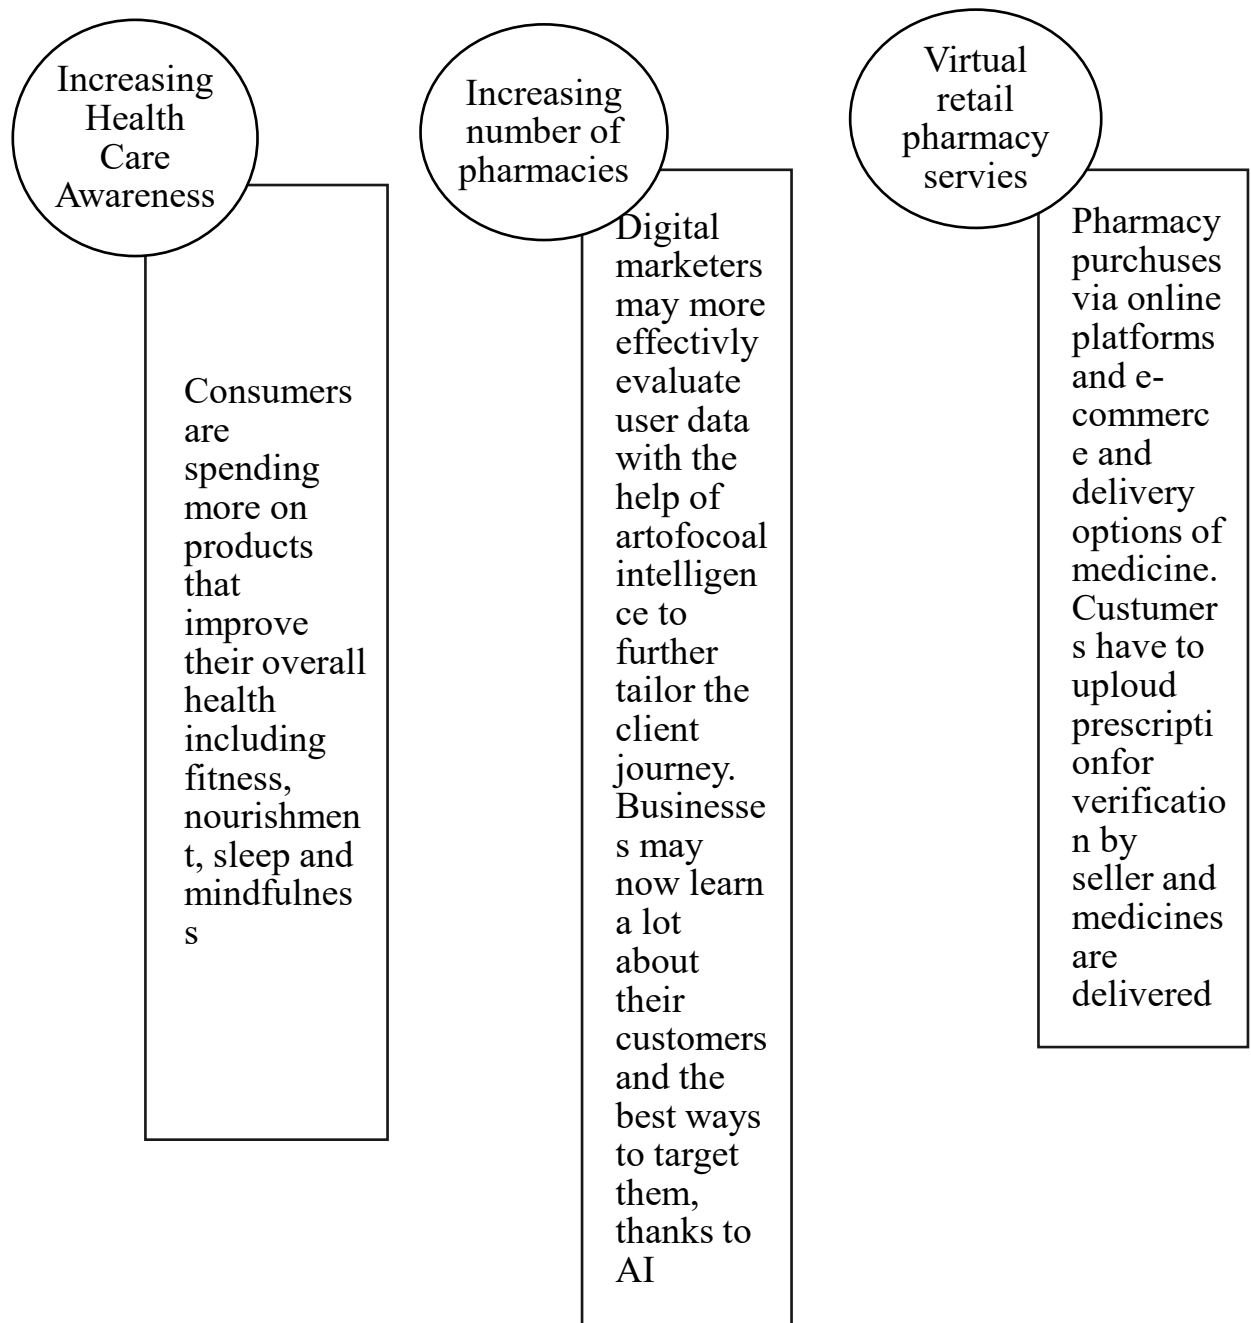 Increasing
Health
Care
Awareness
Consumers
are
spending
more on
products
that
improve
their overall
health
including
fitness,
nourishmen
t, sleep and
mindfulnes
s
Increasing
number of
pharmacies
Digital
marketers
may more
effectivly
evaluate
user data
with the
help of
artofocoal
intelligen
ce to
further
tailor the
client
journey.
Businesse
s may
now learn
a lot
about
their
customers
and the
best ways
to target
them,
thanks to
AI
Virtual
retail
pharmacy
servies
Pharmacy
purchuses
via online
platforms
and e-
commerc
e and
delivery
options of
medicine.
Custumer
s have to
uploud
prescripti
onfor
verificatio
n by
seller and
medicines
are
delivered